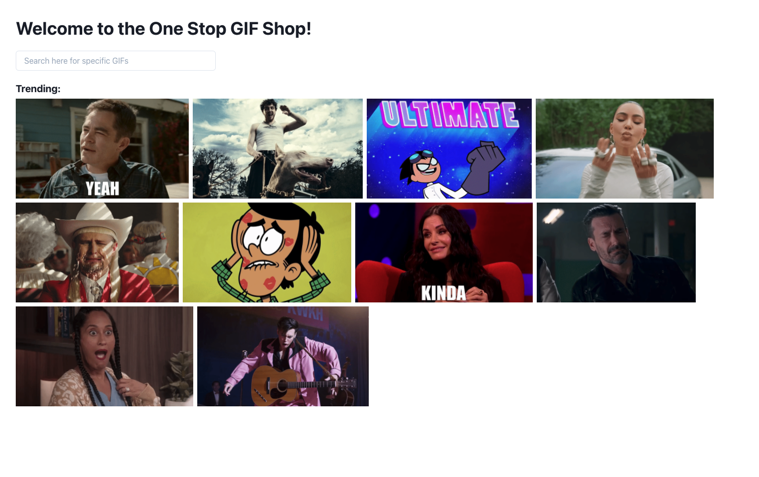 Welcome to the One Stop GIF Shop!
Search here for specific GIFs
Trending:
YEAH
ULTIMATE
KINDA